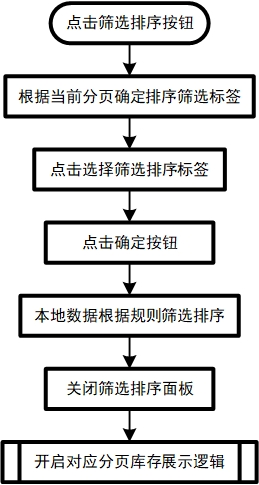 点击筛选排序按钮
根据当前分页确定排序筛选标签
点击选择筛选排序标签
点击确定按钮
本地数据根据规则筛选排序
关闭筛选排序面板
开启对应分页库存展示逻辑